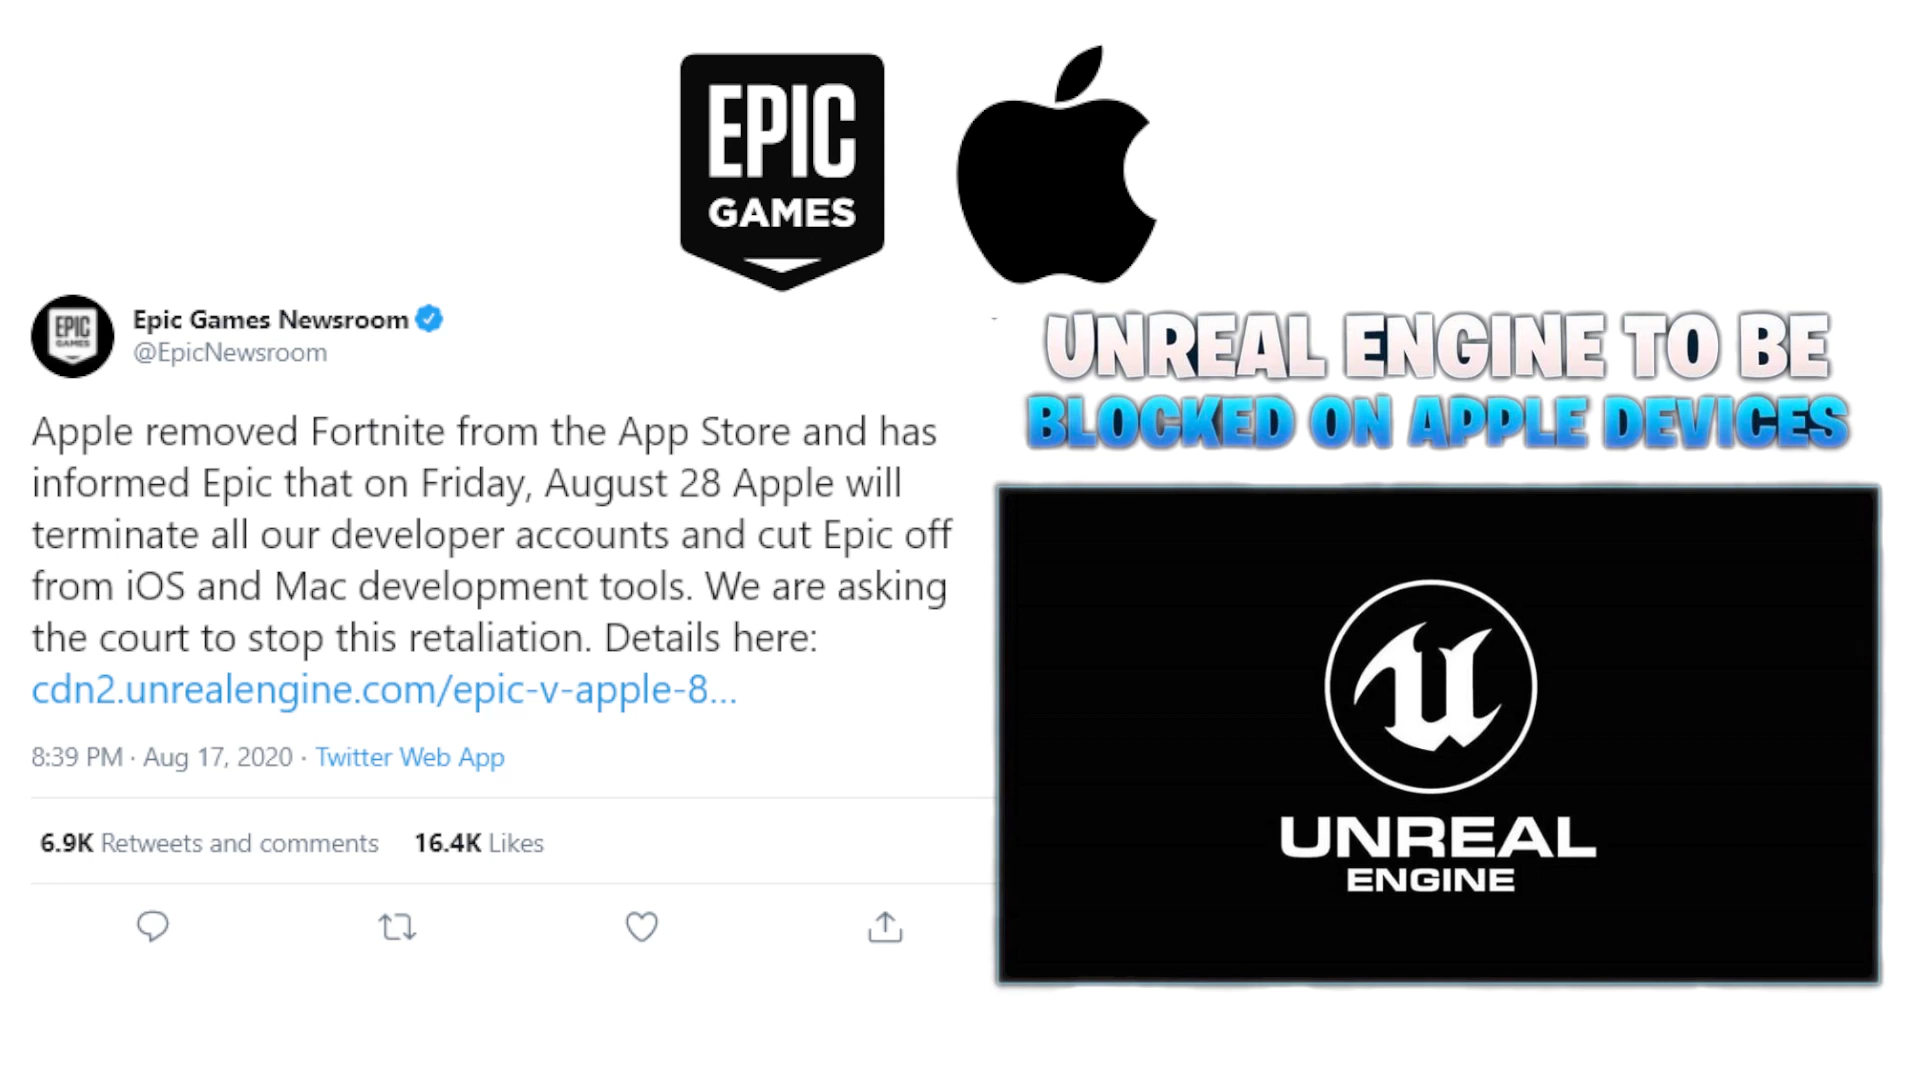 EPIC
GAMES
Epic Games Newsroom
@EpicNewsroom
Apple removed Fortnite from the App Store and has
informed Epic that on Friday, August 28 Apple will
terminate all our developer accounts and cut Epic off
from iOS and Mac development tools. We are asking
the court to stop this retaliation. Details here:
cdn2.unrealengine.com/epic-v-apple-8...
8:39 PM · Aug 17, 2020 · Twitter Web App
6.9K Retweets and comments 16.4K Likes
UNREAL ENGINE TO BE
BLOCKED ON APPLE DEVICES
UNREAL
ENGINE
EPIC
GAMES